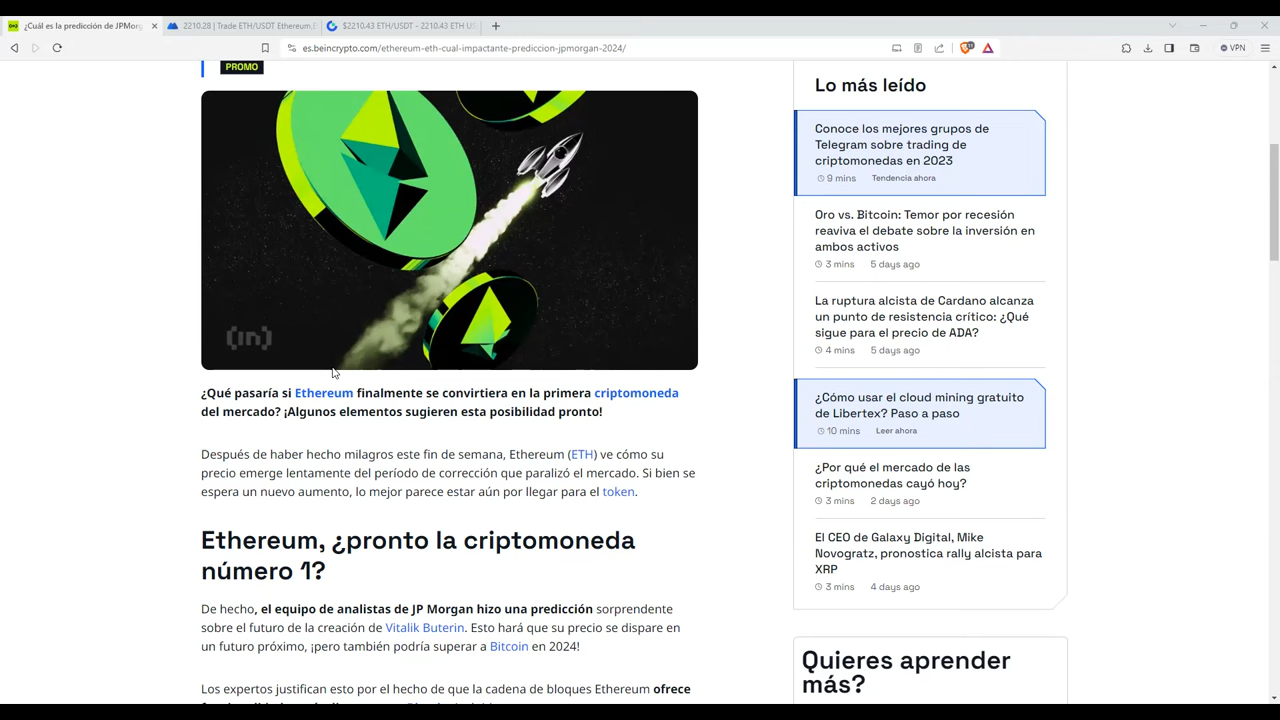 ¿Cuál es la predicción de JPMorg
2210.28 | Trade ETH/USDT Ethereum,
$2210.43 ETH/USDT - 2210.43 ETH US
es.beincrypto.com/ethereum-eth-cual-impactante-prediccion-jpmorgan-2024/
VPN
PROMO
[in]
¿Qué pasaría si Ethereum finalmente se convirtiera en la primera criptomoneda
del mercado? ¡Algunos elementos sugieren esta posibilidad pronto!
Después de haber hecho milagros este fin de semana, Ethereum (ETH) ve cómo su
precio emerge lentamente del período de corrección que paralizó el mercado. Si bien se
espera un nuevo aumento, lo mejor parece estar aún por llegar para el token.
Ethereum, ¿pronto la criptomoneda
número 1?
De hecho, el equipo de analistas de JP Morgan hizo una predicción sorprendente
sobre el futuro de la creación de Vitalik Buterin. Esto hará que su precio se dispare en
un futuro próximo, ¡pero también podría superar a Bitcoin en 2024!
Los expertos justifican esto por el hecho de que la cadena de bloques Ethereum ofrece
Lo más leído
Conoce los mejores grupos de
Telegram sobre trading de
criptomonedas en 2023
9 mins Tendencia ahora
Oro vs. Bitcoin: Temor por recesión
reaviva el debate sobre la inversión en
ambos activos
3 mins 5 days ago
La ruptura alcista de Cardano alcanza
un punto de resistencia crítico: ¿Qué
sigue para el precio de ADA?
4 mins 5 days ago
¿Cómo usar el cloud mining gratuito
de Libertex? Paso a paso
10 mins Leer ahora
¿Por qué el mercado de las
criptomonedas cayó hoy?
3 mins 2 days ago
El CEO de Galaxy Digital, Mike
Novogratz, pronostica rally alcista para
XRP
3 mins 4 days ago
Quieres aprender
más?